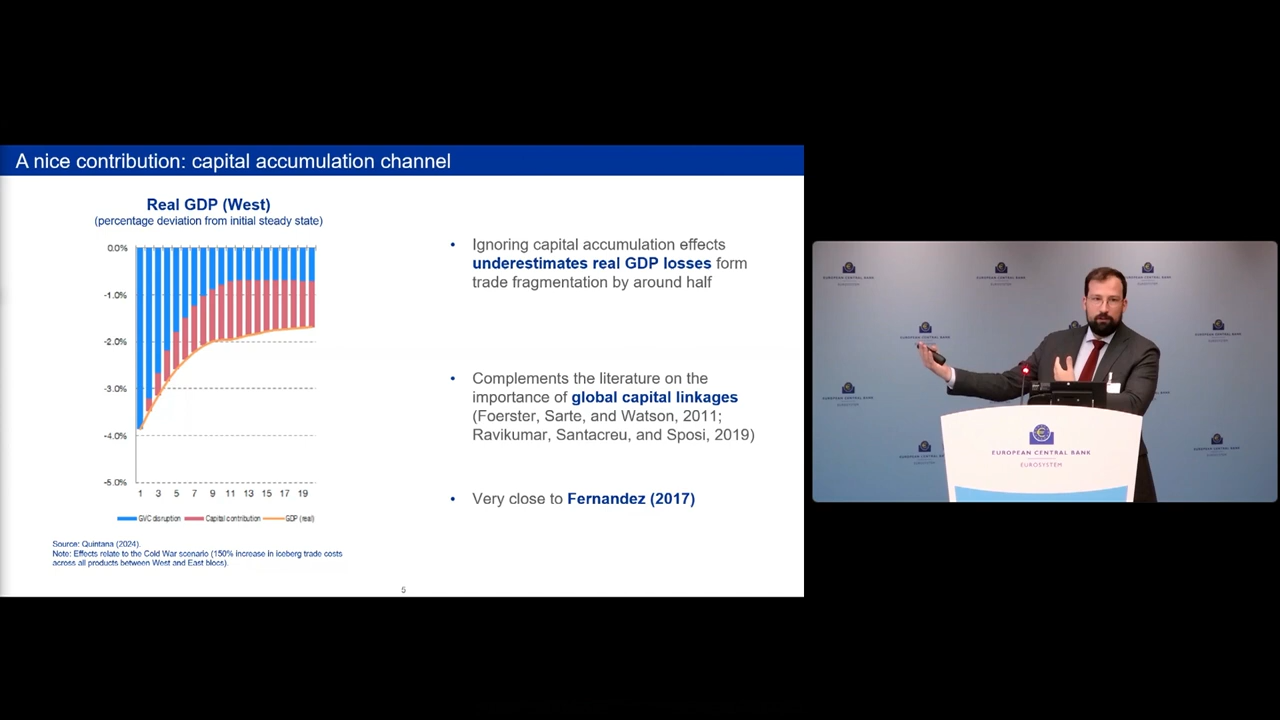 A nice contribution: capital accumulation channel
Real GDP (West)
(percentage deviation from initial steady state)
0.0%
-1.0%
-2.0%
-3.0%
-4.0%
-5.0%
1 3 5 7 9 11 13 15 17 19
GVC disruption Capital contribution GDP (real)
Source: Quintana (2024).
Note: Effects relate to the Cold War scenario (150% increase in iceberg trade costs
across all products between West and East blocs).
• Ignoring capital accumulation effects
underestimates real GDP losses form
trade fragmentation by around half
• Complements the literature on the
importance of global capital linkages
(Foerster, Sarte, and Watson, 2011;
Ravikumar, Santacreu, and Sposi, 2019)
• Very close to Fernandez (2017)
5
EUROPEAN CENTRAL BANK
EUROSYSTEM